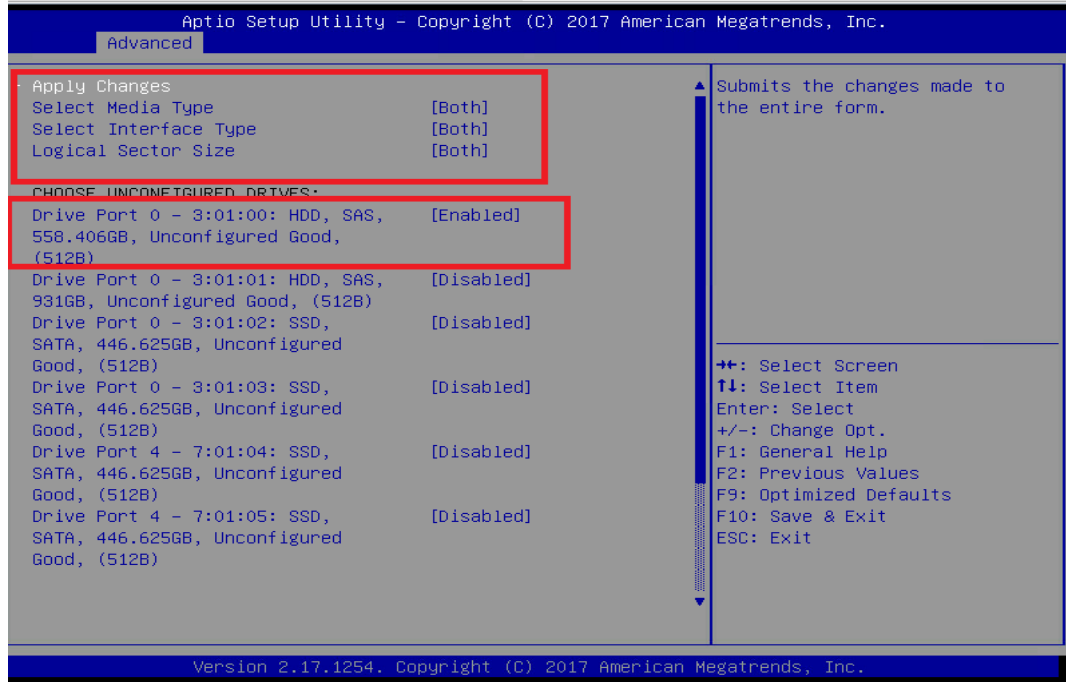 Aptio Setup Utility – Copyright (C) 2017 American Megatrends, Inc.
Advanced
Apply Changes
Select Media Type [Both]
Select Interface Type [Both]
Logical Sector Size [Both]
CHOOSE UNCONFIGURED DRIVES:
Drive Port 0 – 3:01:00: HDD, SAS, [Enabled]
558.406GB, Unconfigured Good,
(512B)
Drive Port 0 – 3:01:01: HDD, SAS, [Disabled]
931GB, Unconfigured Good, (512B)
Drive Port 0 – 3:01:02: SSD, [Disabled]
SATA, 446.625GB, Unconfigured
Good, (512B)
Drive Port 0 – 3:01:03: SSD, [Disabled]
SATA, 446.625GB, Unconfigured
Good, (512B)
Drive Port 4 – 7:01:04: SSD, [Disabled]
SATA, 446.625GB, Unconfigured
Good, (512B)
Drive Port 4 – 7:01:05: SSD, [Disabled]
SATA, 446.625GB, Unconfigured
Good, (512B)
Submits the changes made to
the entire form.
→←: Select Screen
↑↓: Select Item
Enter: Select
+/-: Change Opt.
F1: General Help
F2: Previous Values
F9: Optimized Defaults
F10: Save & Exit
ESC: Exit
Version 2.17.1254. Copyright (C) 2017 American Megatrends, Inc.